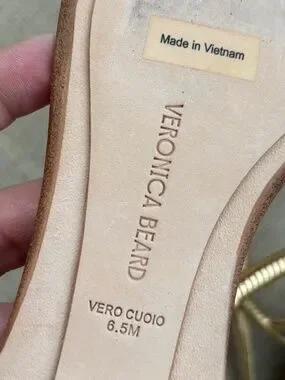 Made in Vietnam
VERONICA BEARD
VERO CUOIO
6.5M